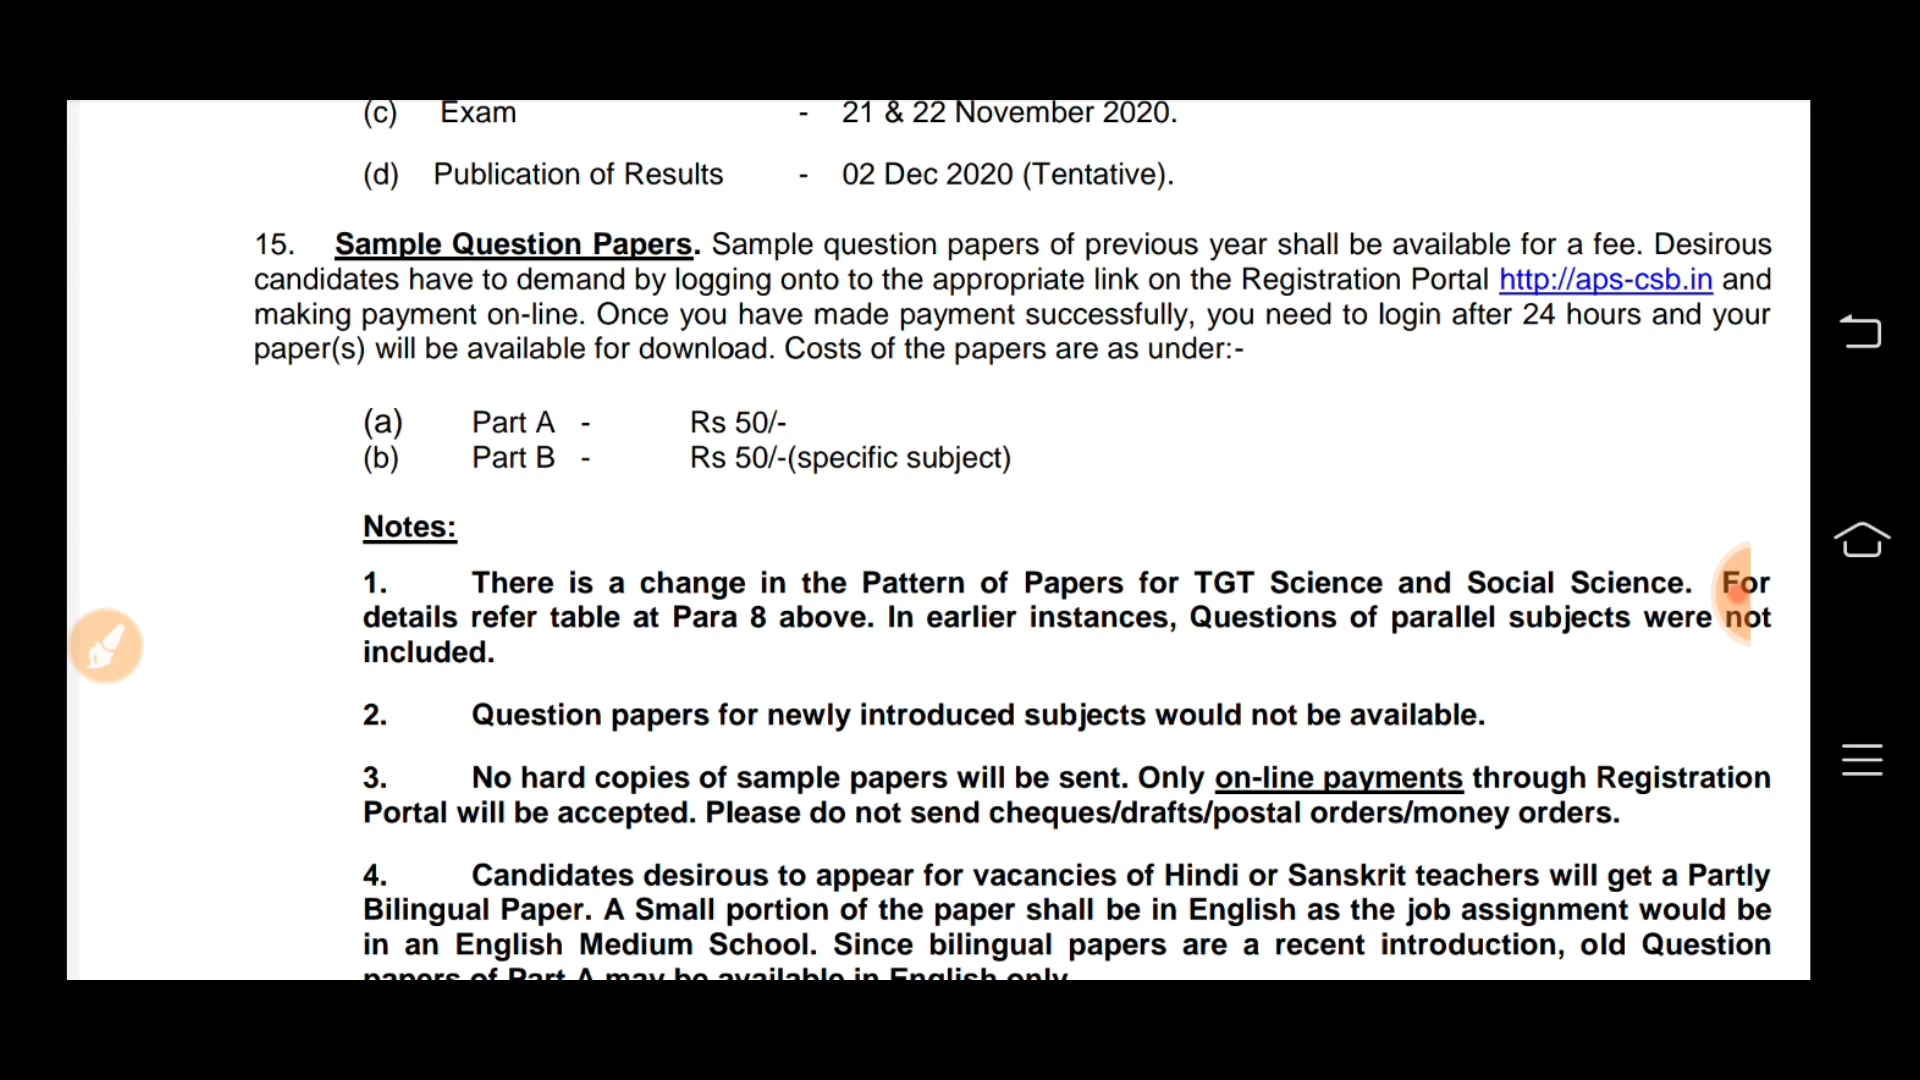 (c) Exam - 21 & 22 November 2020.
(d) Publication of Results - 02 Dec 2020 (Tentative).
15. Sample Question Papers. Sample question papers of previous year shall be available for a fee. Desirous
candidates have to demand by logging onto to the appropriate link on the Registration Portal http://aps-csb.in and
making payment on-line. Once you have made payment successfully, you need to login after 24 hours and your
paper(s) will be available for download. Costs of the papers are as under:-
(a) Part A - Rs 50/-
(b) Part B - Rs 50/-(specific subject)
Notes:
1. There is a change in the Pattern of Papers for TGT Science and Social Science. For
details refer table at Para 8 above. In earlier instances, Questions of parallel subjects were not
included.
2. Question papers for newly introduced subjects would not be available.
3. No hard copies of sample papers will be sent. Only on-line payments through Registration
Portal will be accepted. Please do not send cheques/drafts/postal orders/money orders.
4. Candidates desirous to appear for vacancies of Hindi or Sanskrit teachers will get a Partly
Bilingual Paper. A Small portion of the paper shall be in English as the job assignment would be
in an English Medium School. Since bilingual papers are a recent introduction, old Question
papers of Part A may be available in English only.